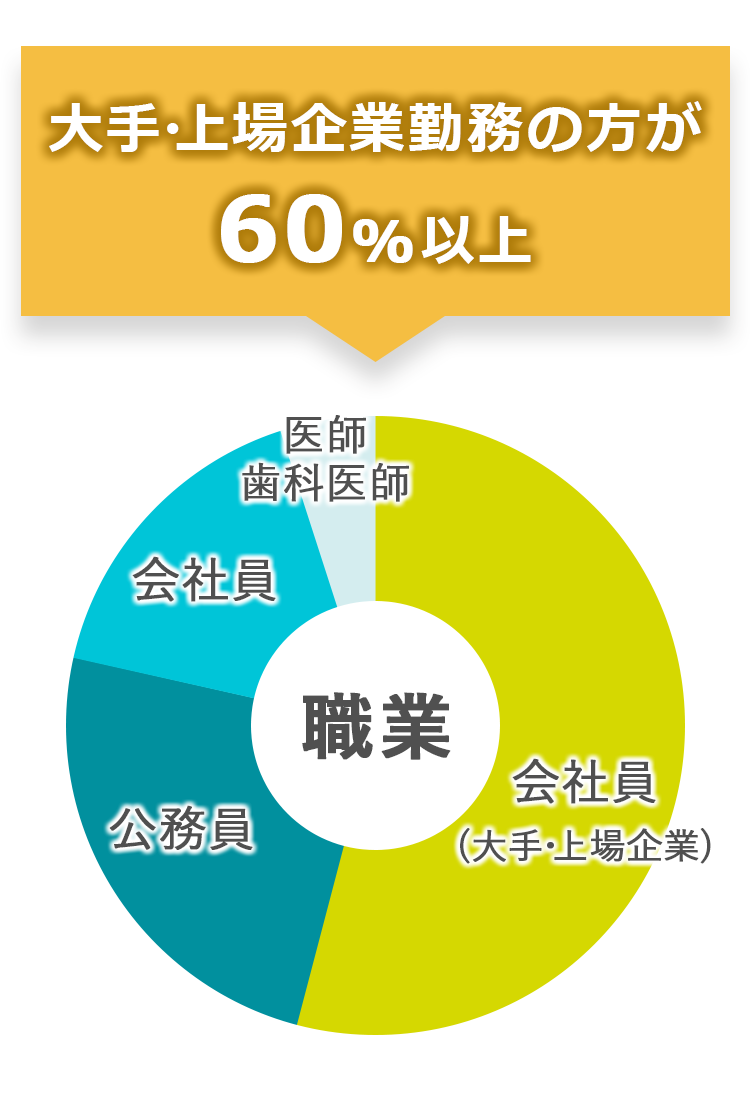 大手・上場企業勤務の方が
60%以上
医師
歯科医師
会社員
職業
会社員
（大手・上場企業）
公務員